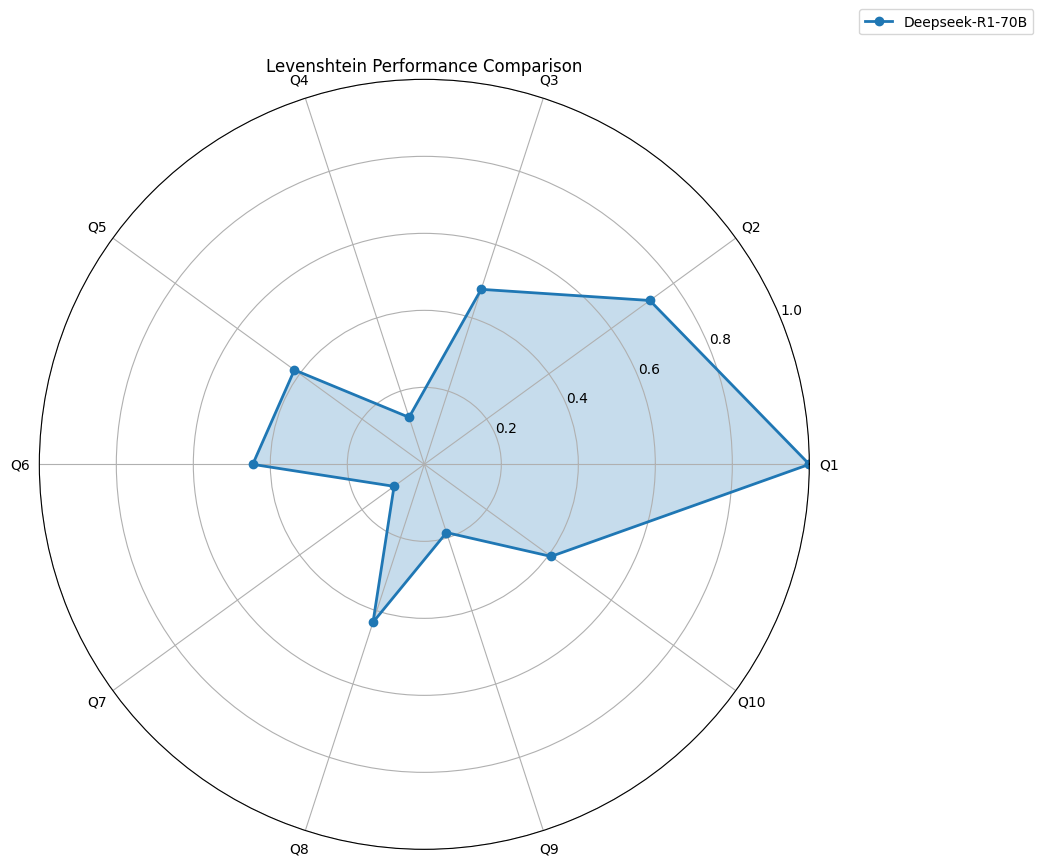 Deepseek-R1-70B
Levenshtein Performance Comparison
Q4
Q3
Q5
Q2
1.0
0.8
0.6
0.4
0.2
Q6
Q1
Q7
Q10
Q8
Q9